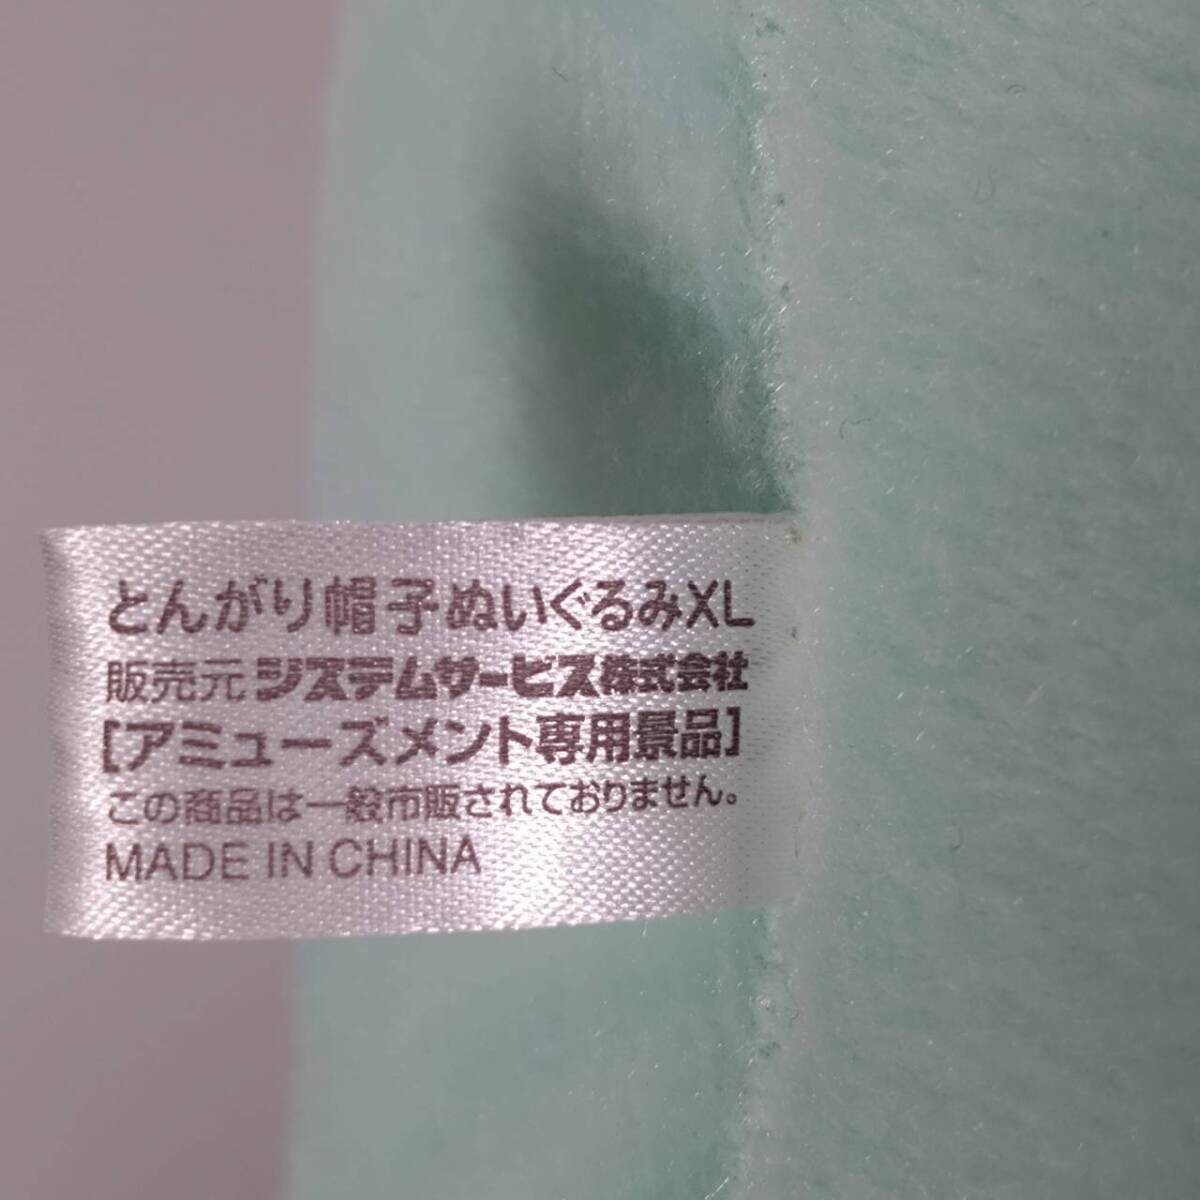 とんがり帽子ぬいぐるみXL
販売元 システムサービス株式会社
[アミューズメント専用景品]
この商品は一般市販されておりません。
MADE IN CHINA